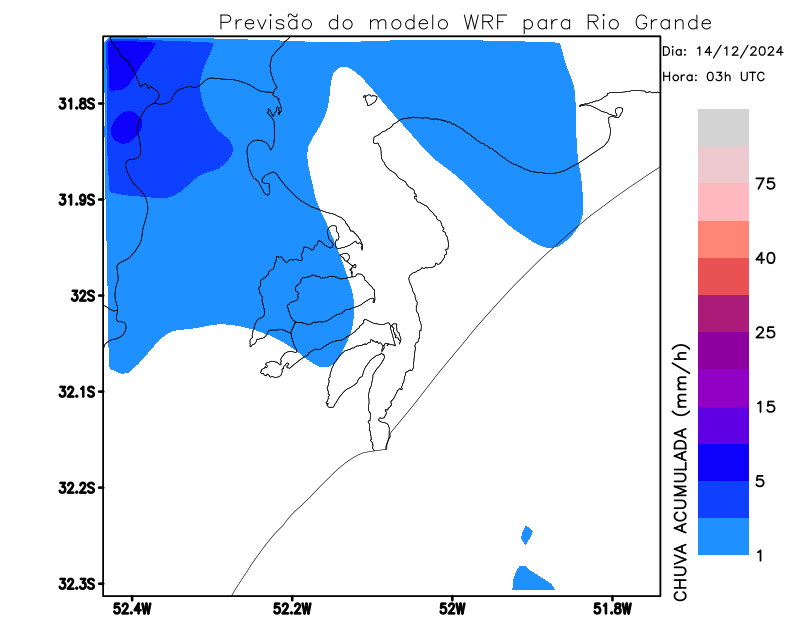 Previsão do modelo WRF para Rio Grande
Dia: 14/12/2024
Hora: 03h UTC
31.8S
31.9S
32S
32.1S
32.2S
32.3S
52.4W
52.2W
52W
51.8W
75
40
25
15
5
1
CHUVA ACUMULADA (mm/h)